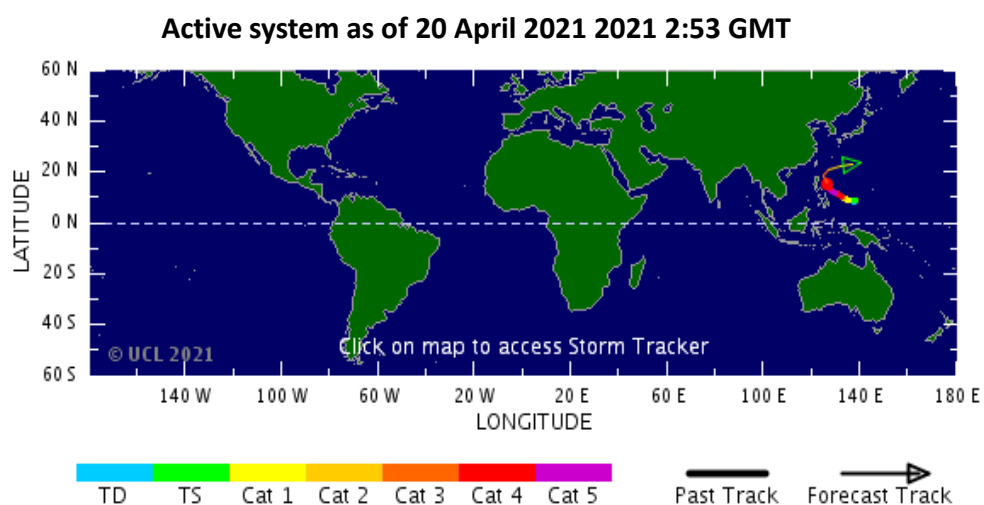 Active system as of 20 April 2021 2021 2:53 GMT
60 N
40 N
20 N
0 N
20 S
40 S
60 S
LATITUDE
Click on map to access Storm Tracker
© UCL 2021
140 W 100 W 60 W 20 W 20 E 60 E 100 E 140 E 180 E
LONGITUDE
TD TS Cat 1 Cat 2 Cat 3 Cat 4 Cat 5 Past Track Forecast Track